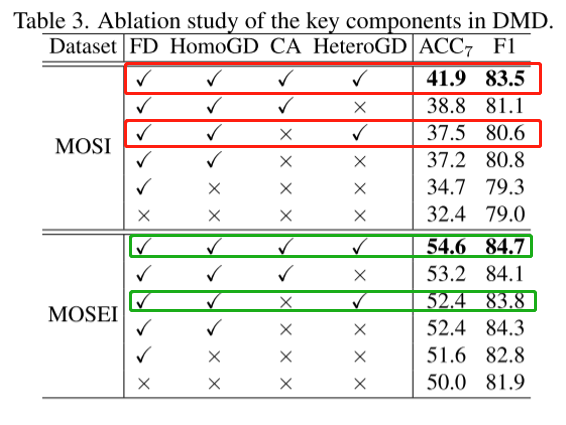 Table 3. Ablation study of the key components in DMD.
Dataset FD HomoGD CA HeteroGD ACC7 F1
✓ ✓ ✓ ✓ 41.9 83.5
✓ ✓ ✓ × 38.8 81.1
✓ ✓ × ✓ 37.5 80.6
MOSI
✓ ✓ × × 37.2 80.8
✓ × × × 34.7 79.3
× × × × 32.4 79.0
✓ ✓ ✓ ✓ 54.6 84.7
✓ ✓ ✓ × 53.2 84.1
✓ ✓ × ✓ 52.4 83.8
MOSEI
✓ ✓ × × 52.4 84.3
✓ × × × 51.6 82.8
× × × × 50.0 81.9